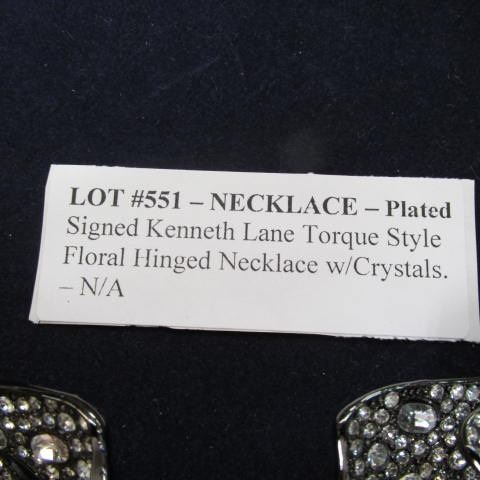 LOT #551 – NECKLACE – Plated
Signed Kenneth Lane Torque Style
Floral Hinged Necklace w/Crystals.
– N/A